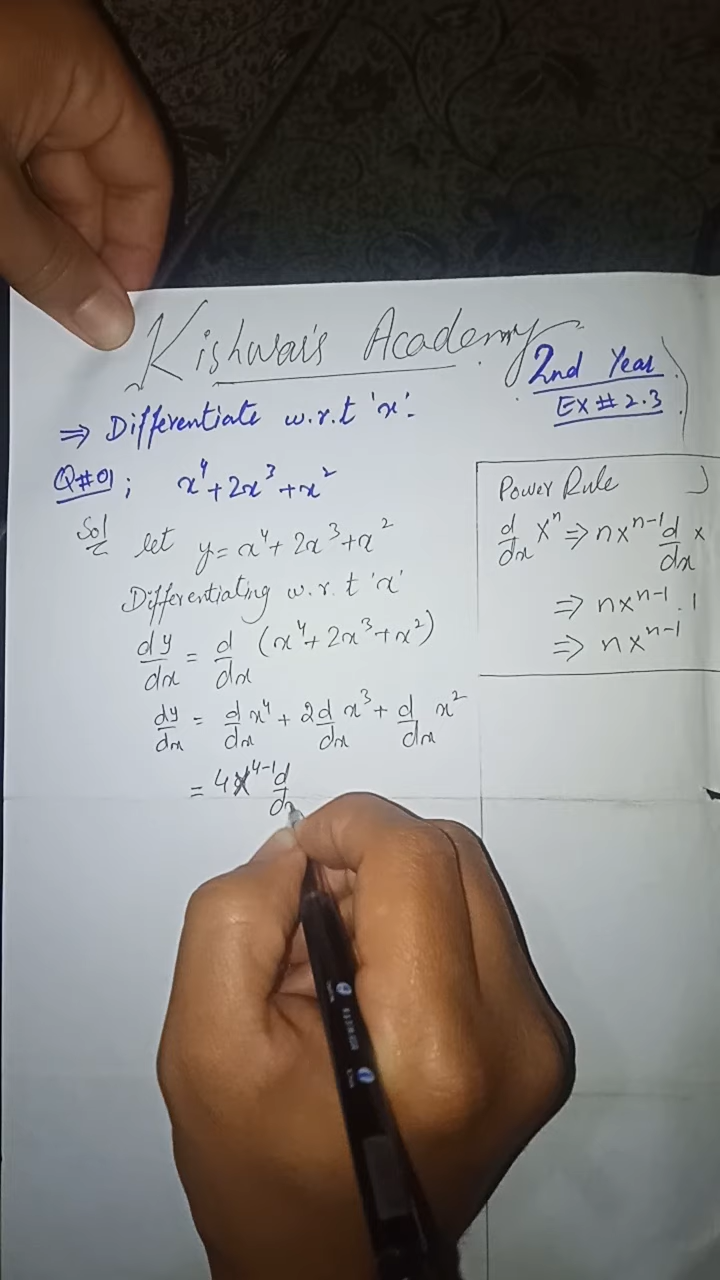 Kishwar's Academy
2nd Year
EX # 2.3
⇒ Differentiate w.r.t 'x':
Q#01; x⁴+2x³+x²
Sol let y=x⁴+2x³+x²
Differentiating w.r.t 'x'
dy/dx = d/dx (x⁴+2x³+x²)
dy/dx = d/dx x⁴ + 2d/dx x³ + d/dx x²
= 4x⁴⁻¹ d/dx
Power Rule
d/dx xⁿ ⇒ nxⁿ⁻¹ d/dx x
⇒ nxⁿ⁻¹ . 1
⇒ nxⁿ⁻¹